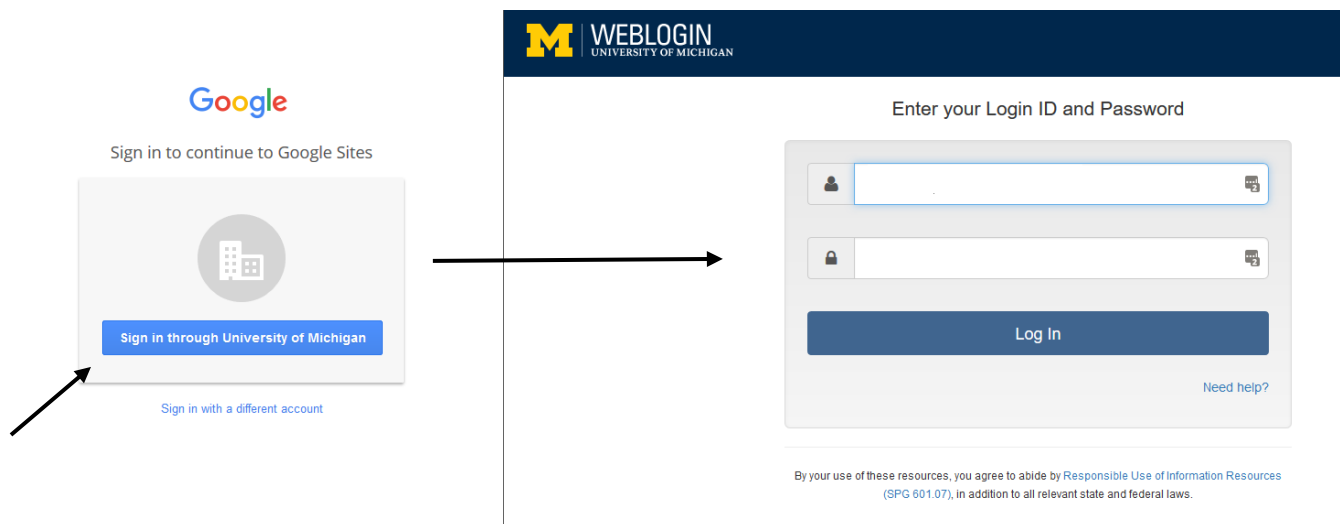 Google
Sign in to continue to Google Sites
Sign in through University of Michigan
Sign in with a different account
M WEBLOGIN
UNIVERSITY OF MICHIGAN
Enter your Login ID and Password
Log In
Need help?
By your use of these resources, you agree to abide by Responsible Use of Information Resources
(SPG 601.07), in addition to all relevant state and federal laws.